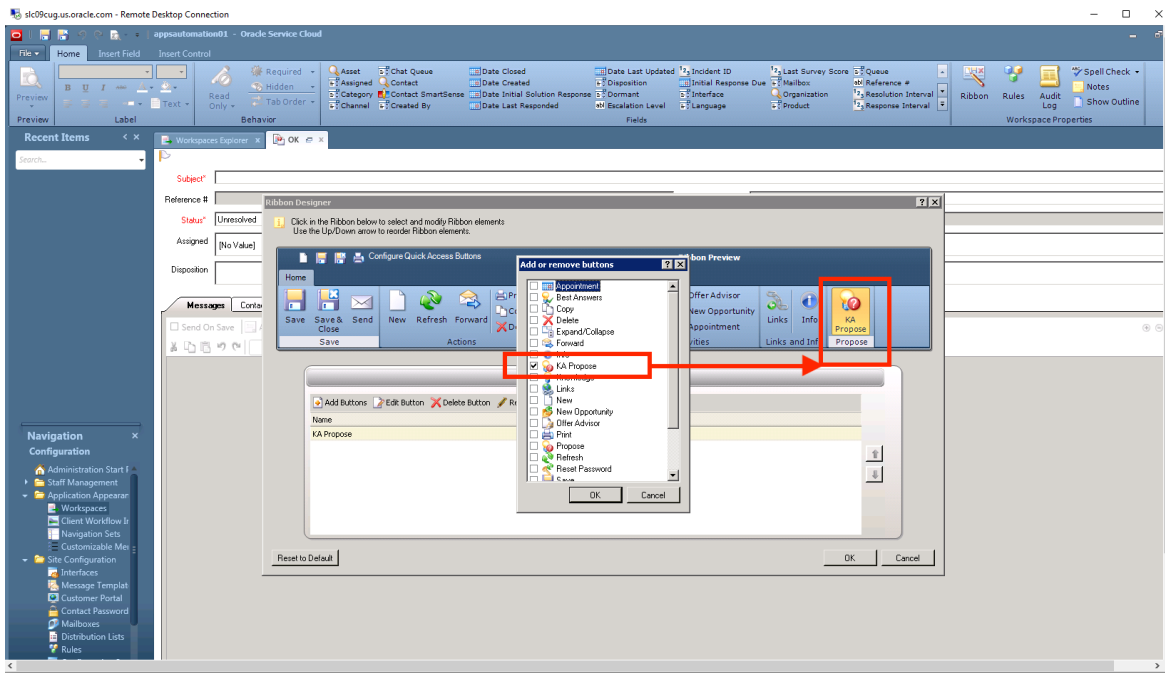 slc09cug.us.oracle.com - Remote Desktop Connection
appsautomation01 - Oracle Service Cloud
File Home Insert Field Insert Control
Preview
B U I abc
Text
Read Only
Required
Hidden
Tab Order
Asset Chat Queue Date Closed Date Last Updated Incident ID Last Survey Score Queue
Assigned Contact Date Created Disposition Initial Response Due Mailbox Reference #
Category Contact SmartSense Date Initial Solution Response Dormant Interface Organization Resolution Interval
Channel Created By Date Last Responded Escalation Level Language Product Response Interval
Ribbon Rules Audit Log
Spell Check
Notes
Show Outline
Preview Label Behavior Fields Workspace Properties
Recent Items
Search...
Workspaces Explorer OK
Subject*
Reference #
Status* Unresolved
Assigned [No Value]
Disposition
Messages Conta
Send On Save
Ribbon Designer
Click in the Ribbon below to select and modify Ribbon elements
Use the Up/Down arrow to reorder Ribbon elements.
Configure Quick Access Buttons
bbon Preview
Home
Save Save & Close Send
New Refresh Forward
Pr
Offer Advisor
New Opportunity
Appointment
Links Info
KA Propose
Save Actions vities Links and Inf Propose
Add Buttons Edit Button Delete Button Re
Name
KA Propose
Reset to Default OK Cancel
Add or remove buttons
Appointment
Best Answers
Copy
Delete
Expand/Collapse
Forward
Info
KA Propose
Knowledge
Links
New
New Opportunity
Offer Advisor
Print
Propose
Refresh
Reset Password
Save
OK Cancel
Navigation
Configuration
Administration Start P
Staff Management
Application Appearan
Workspaces
Client Workflow Ir
Navigation Sets
Customizable Men
Site Configuration
Interfaces
Message Templat
Customer Portal
Contact Password
Mailboxes
Distribution Lists
Rules